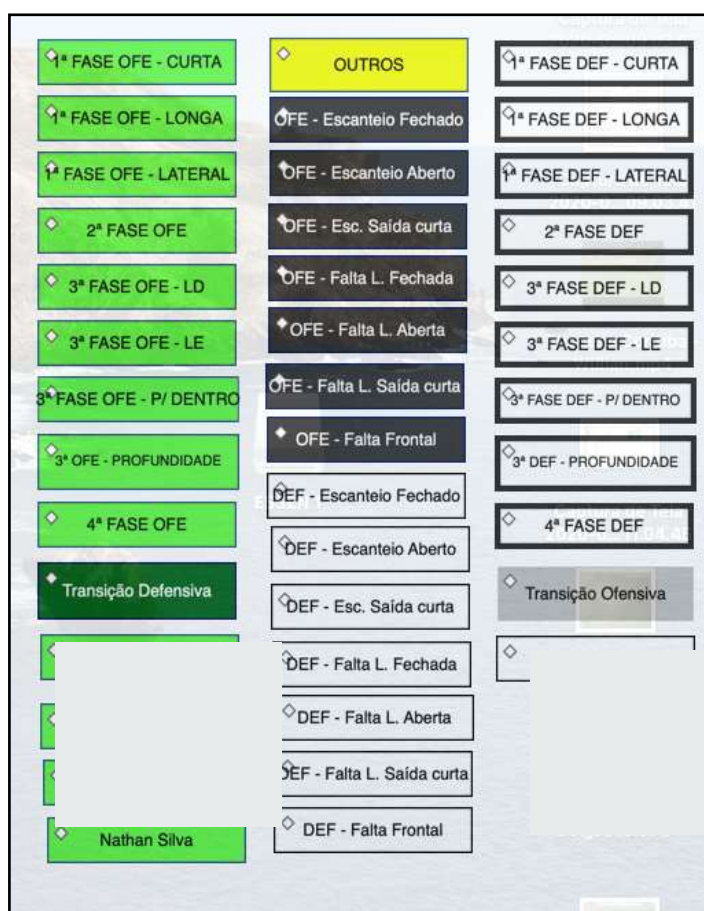 1ª FASE OFE - CURTA
1ª FASE OFE - LONGA
1ª FASE OFE - LATERAL
2ª FASE OFE
3ª FASE OFE - LD
3ª FASE OFE - LE
3ª FASE OFE - P/ DENTRO
3ª OFE - PROFUNDIDADE
4ª FASE OFE
Transição Defensiva
Nathan Silva
OUTROS
OFE - Escanteio Fechado
OFE - Escanteio Aberto
OFE - Esc. Saída curta
OFE - Falta L. Fechada
OFE - Falta L. Aberta
OFE - Falta L. Saída curta
OFE - Falta Frontal
DEF - Escanteio Fechado
DEF - Escanteio Aberto
DEF - Esc. Saída curta
DEF - Falta L. Fechada
DEF - Falta L. Aberta
DEF - Falta L. Saída curta
DEF - Falta Frontal
1ª FASE DEF - CURTA
1ª FASE DEF - LONGA
1ª FASE DEF - LATERAL
2ª FASE DEF
3ª FASE DEF - LD
3ª FASE DEF - LE
3ª FASE DEF - P/ DENTRO
3ª DEF - PROFUNDIDADE
Captura de Tela
4ª FASE DEF
Transição Ofensiva